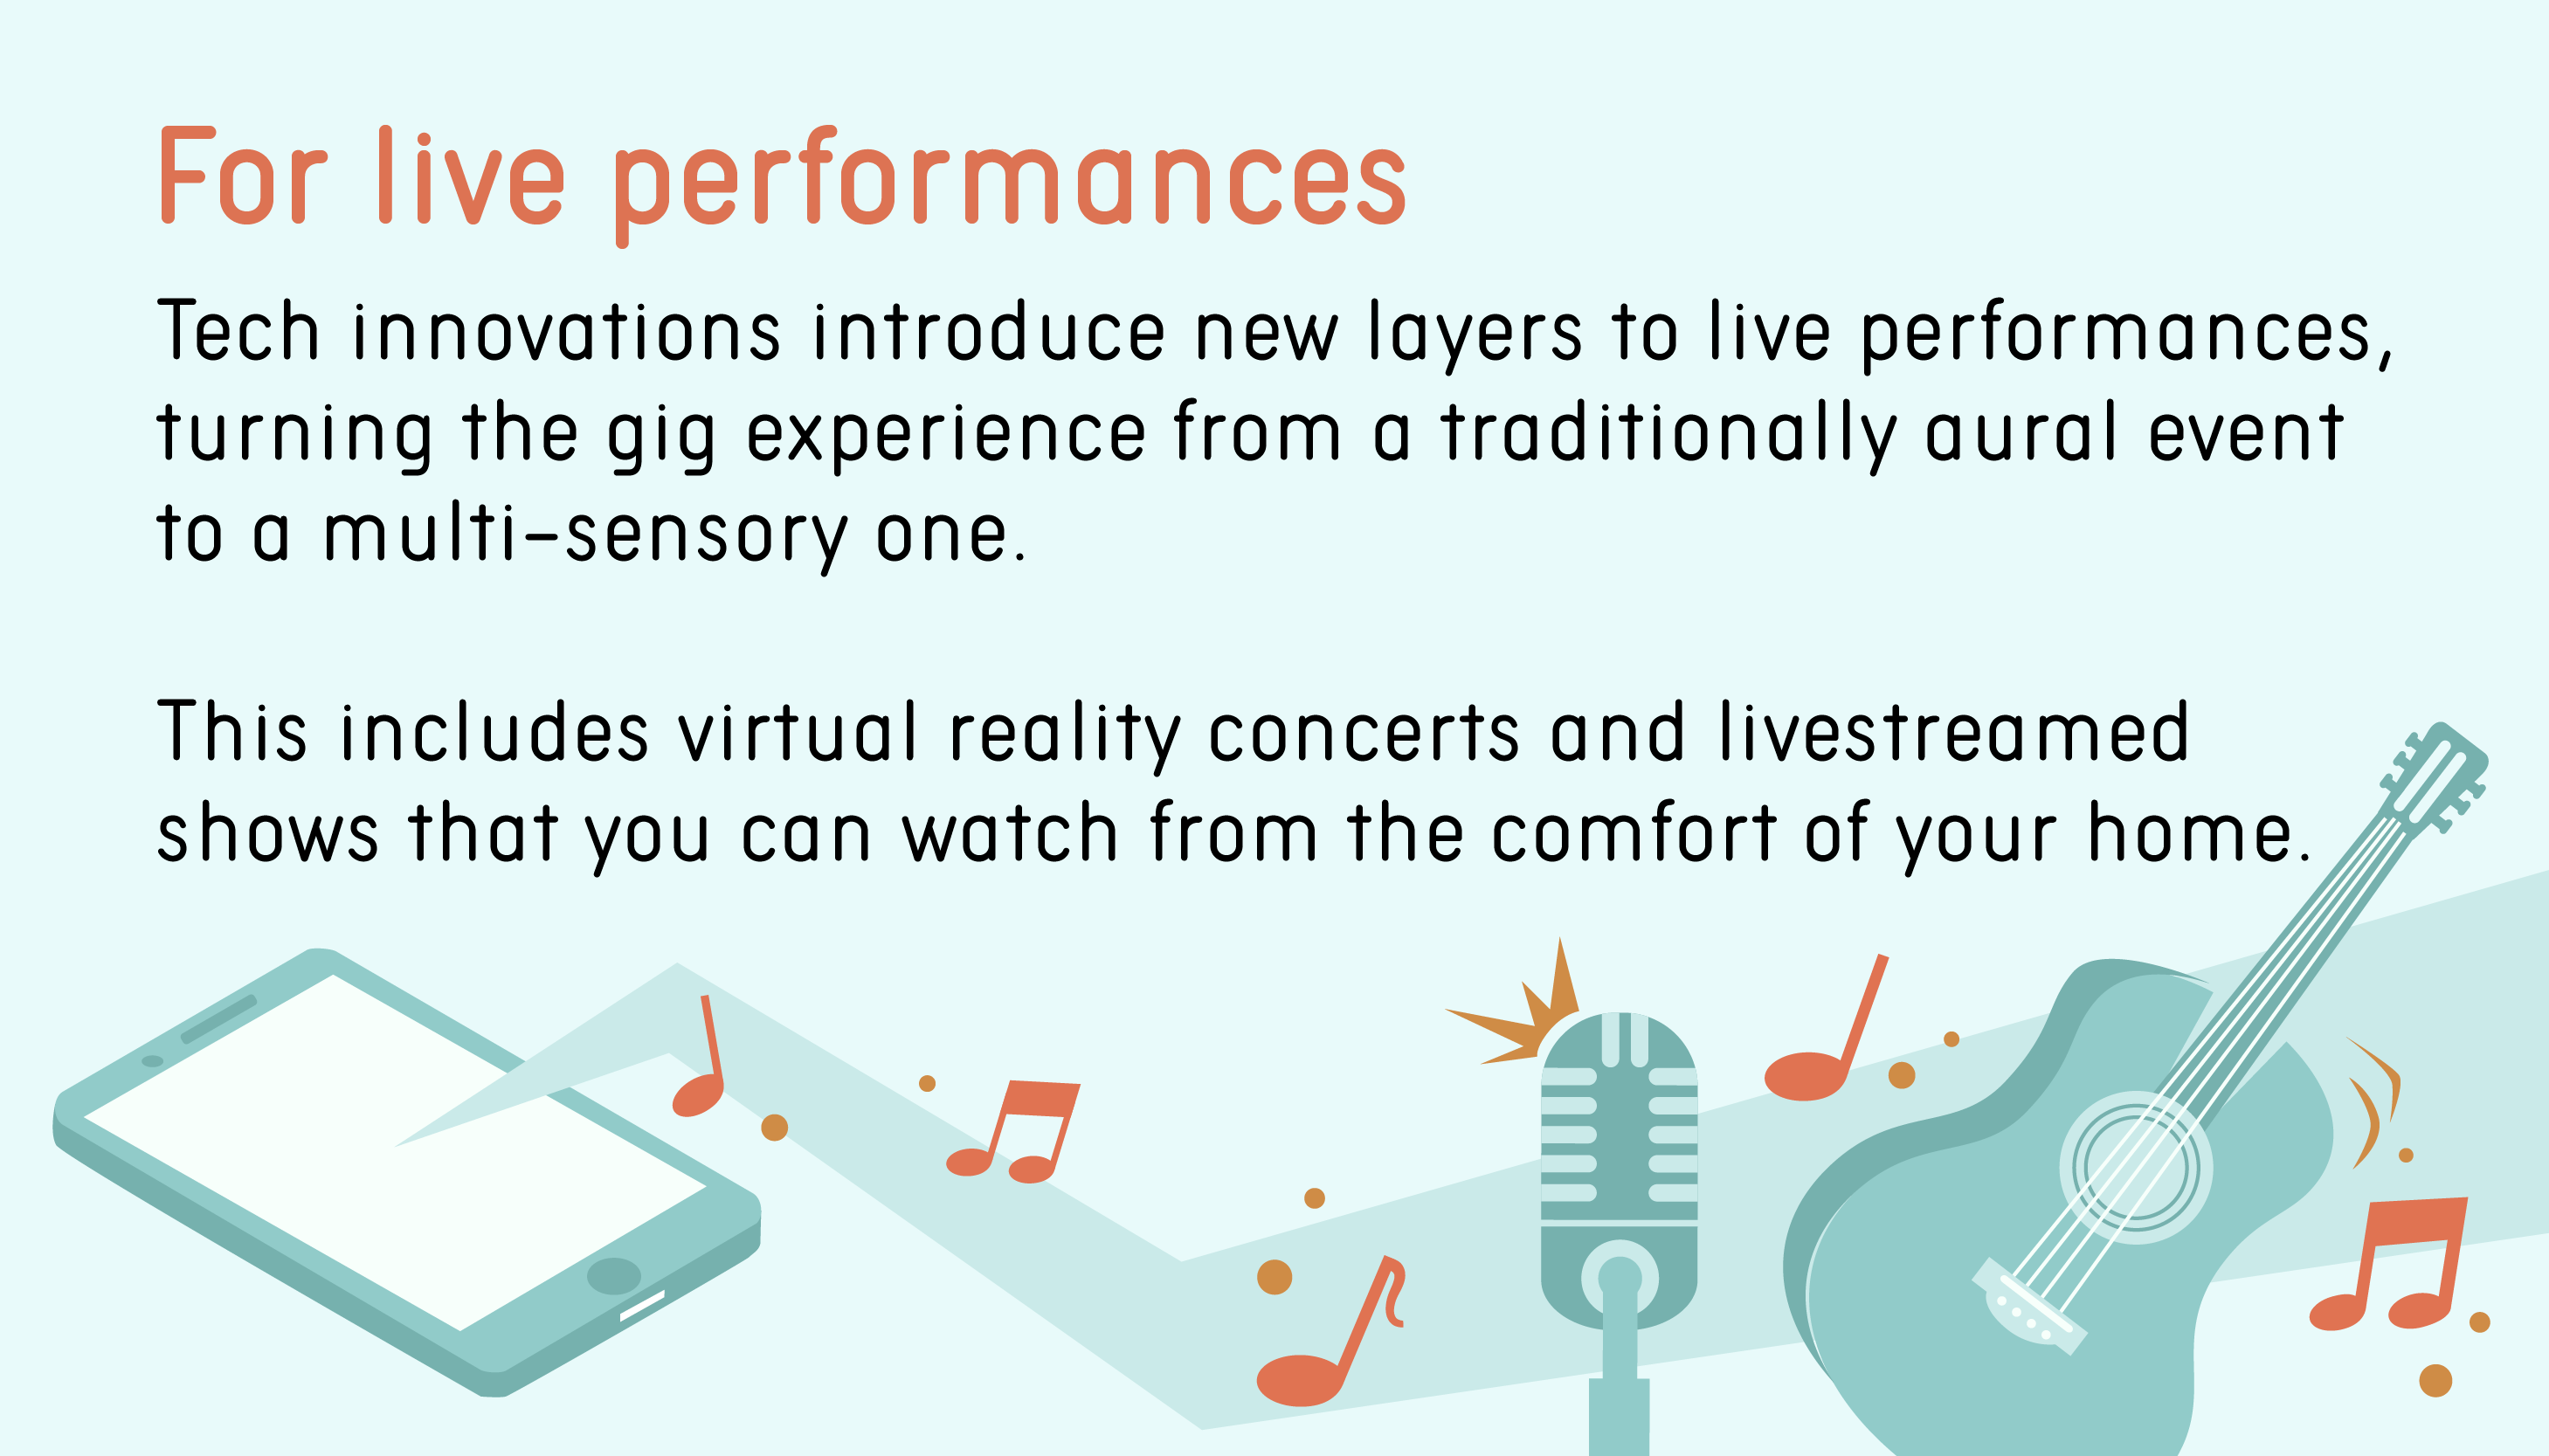 For live performances
Tech innovations introduce new layers to live performances,
turning the gig experience from a traditionally aural event
to a multi-sensory one.
This includes virtual reality concerts and livestreamed
shows that you can watch from the comfort of your home.